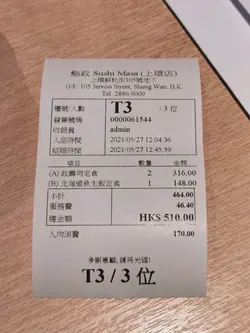 鮨政 Sushi Masa (上環店)
上環蘇杭街105號地下
G/F., 105 Jervois Street, Shung Wan, H.K.
Tel: 2886 9009
檯號/人數 T3 / 3 位
發票號碼 0000061544
收銀員 admin
入座時間 2021/05/27 12:04:36
結賬時間 2021/05/27 12:45:59
項目 數量 金額
(A) 政壽司定食 2 316.00
(B) 北海道魚生飯定食 1 148.00
小計 464.00
服務費 46.40
總金額 HK$ 510.00
人均消費 170.00
多謝惠顧, 請再光臨!
T3 / 3 位